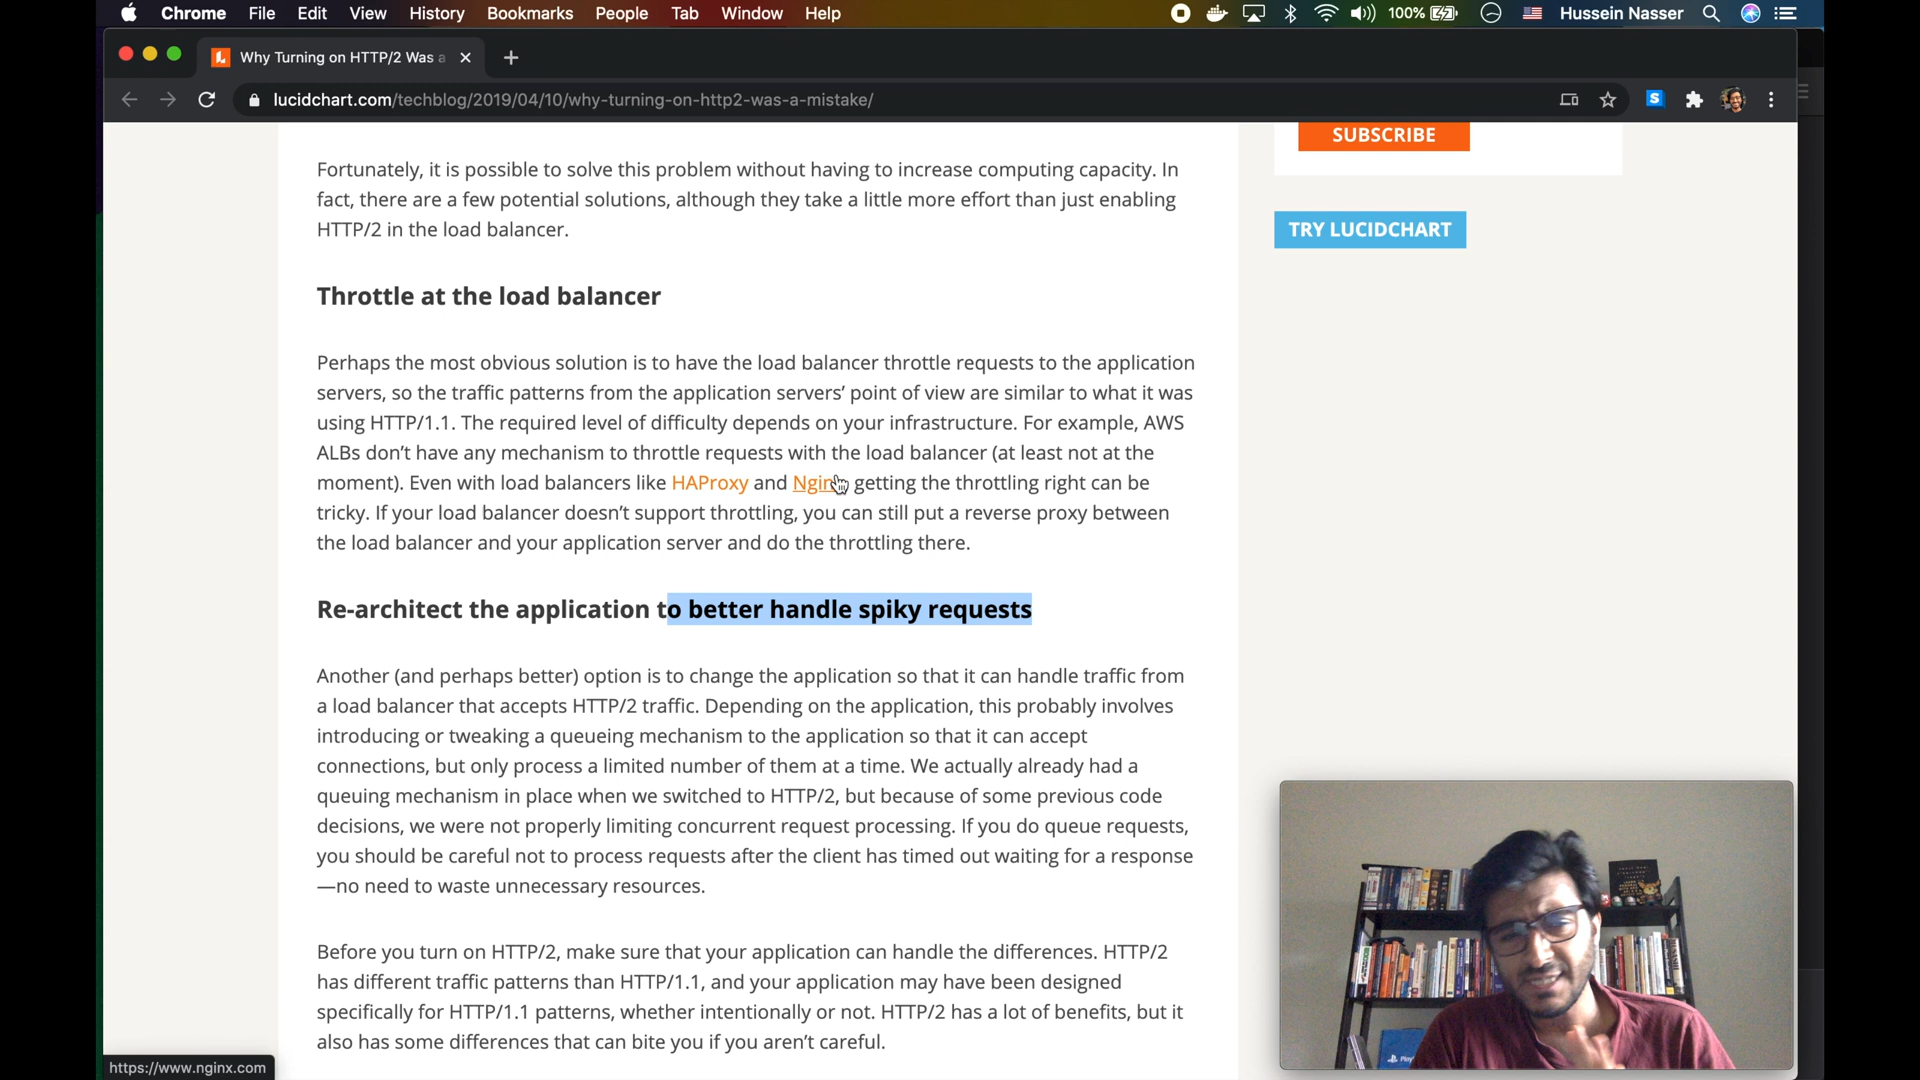 Chrome File Edit View History Bookmarks People Tab Window Help 100% Hussein Nasser
Why Turning on HTTP/2 Was a
lucidchart.com/techblog/2019/04/10/why-turning-on-http2-was-a-mistake/
SUBSCRIBE
TRY LUCIDCHART
Fortunately, it is possible to solve this problem without having to increase computing capacity. In
fact, there are a few potential solutions, although they take a little more effort than just enabling
HTTP/2 in the load balancer.
Throttle at the load balancer
Perhaps the most obvious solution is to have the load balancer throttle requests to the application
servers, so the traffic patterns from the application servers’ point of view are similar to what it was
using HTTP/1.1. The required level of difficulty depends on your infrastructure. For example, AWS
ALBs don’t have any mechanism to throttle requests with the load balancer (at least not at the
moment). Even with load balancers like HAProxy and getting the throttling right can be
tricky. If your load balancer doesn’t support throttling, you can still put a reverse proxy between
the load balancer and your application server and do the throttling there.
Re-architect the application to better handle spiky requests
Another (and perhaps better) option is to change the application so that it can handle traffic from
a load balancer that accepts HTTP/2 traffic. Depending on the application, this probably involves
introducing or tweaking a queueing mechanism to the application so that it can accept
connections, but only process a limited number of them at a time. We actually already had a
queuing mechanism in place when we switched to HTTP/2, but because of some previous code
decisions, we were not properly limiting concurrent request processing. If you do queue requests,
you should be careful not to process requests after the client has timed out waiting for a response
—no need to waste unnecessary resources.
Before you turn on HTTP/2, make sure that your application can handle the differences. HTTP/2
has different traffic patterns than HTTP/1.1, and your application may have been designed
specifically for HTTP/1.1 patterns, whether intentionally or not. HTTP/2 has a lot of benefits, but it
also has some differences that can bite you if you aren’t careful.
https://www.nginx.com